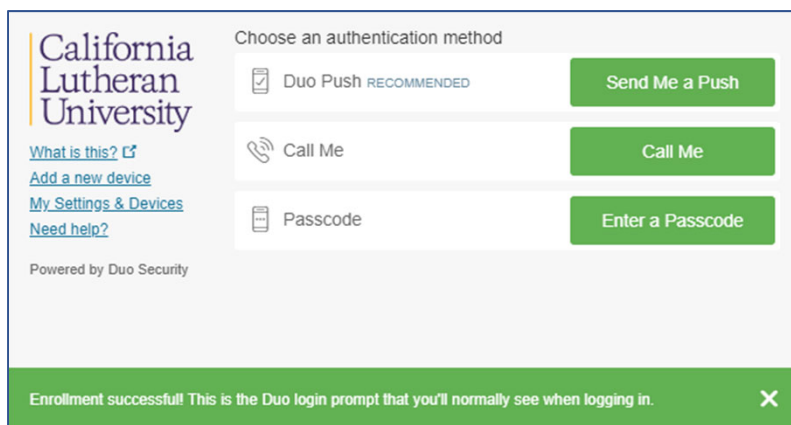 California
Lutheran
University
What is this?
Add a new device
My Settings & Devices
Need help?
Powered by Duo Security
Choose an authentication method
Duo Push RECOMMENDED
Send Me a Push
Call Me
Call Me
Passcode
Enter a Passcode
Enrollment successful! This is the Duo login prompt that you'll normally see when logging in.